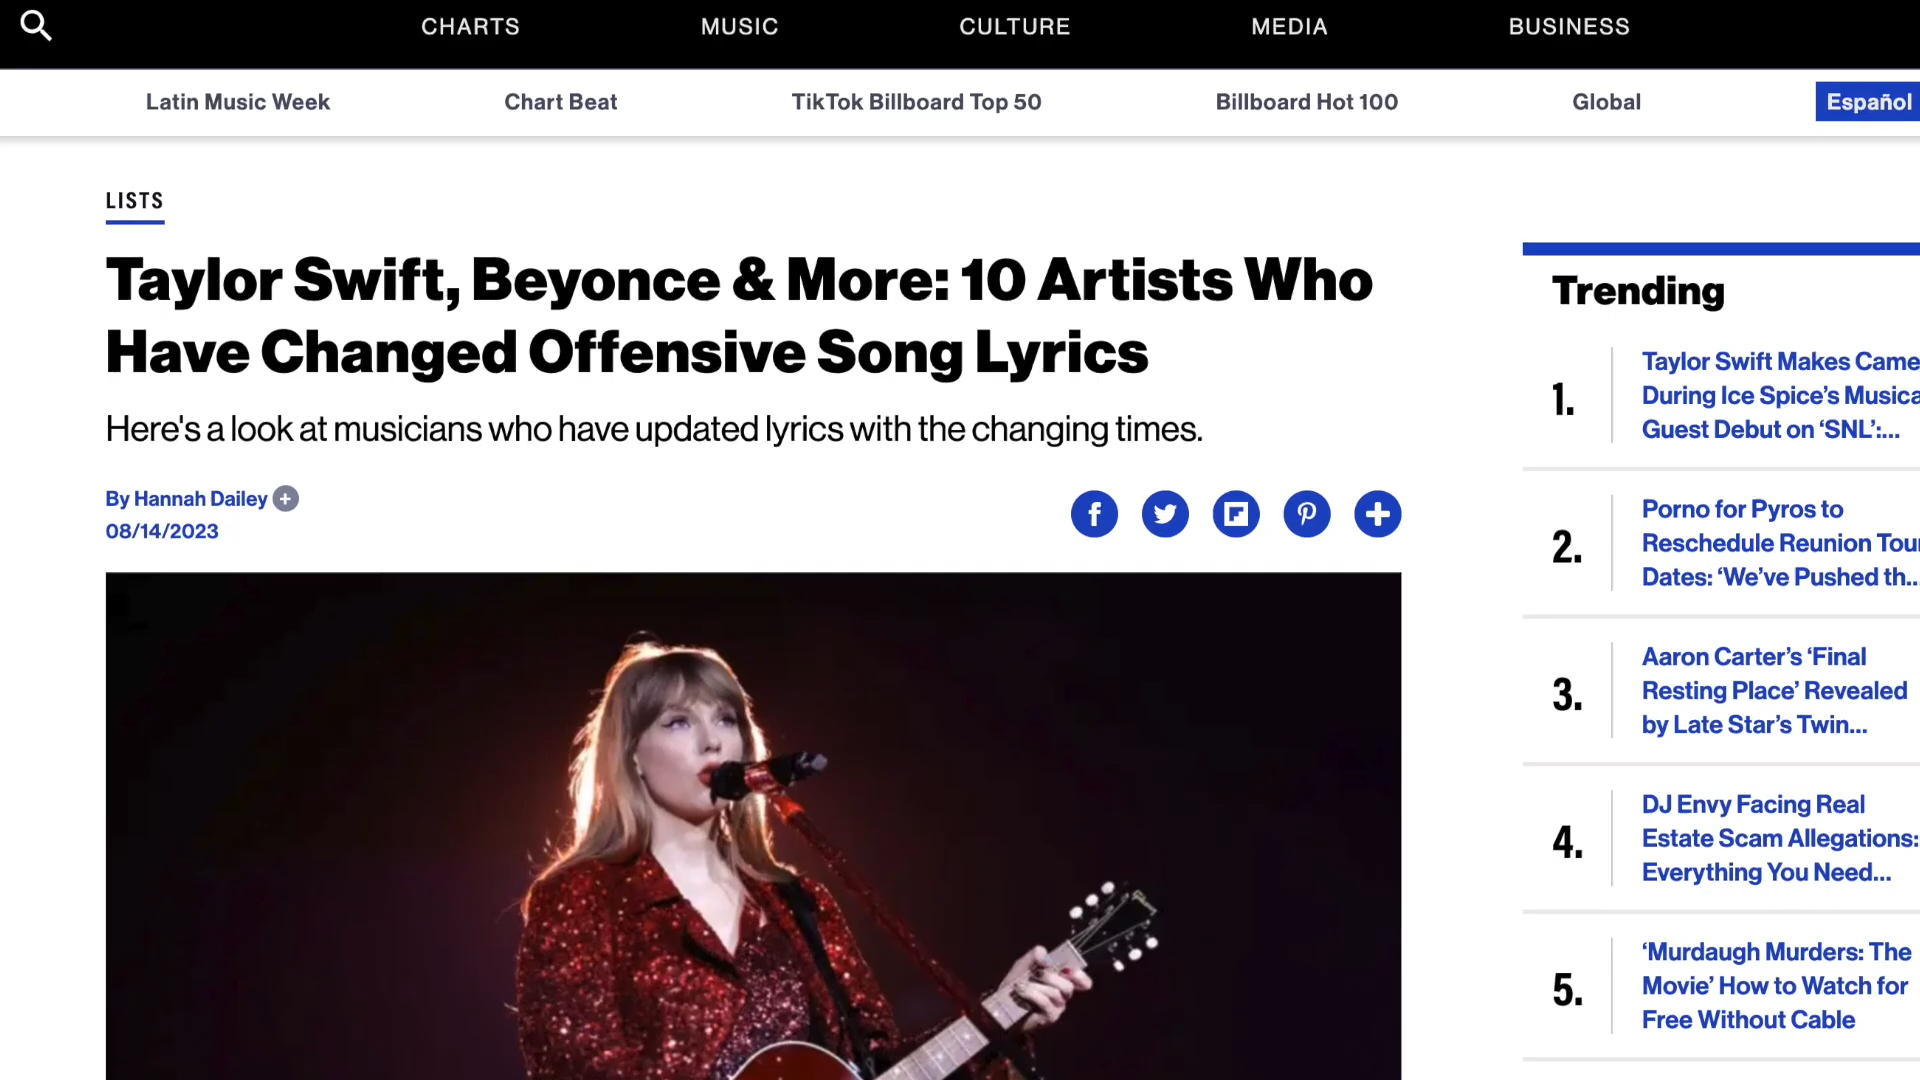 CHARTS
MUSIC
CULTURE
MEDIA
BUSINESS
Latin Music Week
Chart Beat
TikTok Billboard Top 50
Billboard Hot 100
Global
Español
LISTS
Taylor Swift, Beyonce & More: 10 Artists Who
Have Changed Offensive Song Lyrics
Here's a look at musicians who have updated lyrics with the changing times.
By Hannah Dailey
08/14/2023
Trending
1.
Taylor Swift Makes Came
During Ice Spice’s Musica
Guest Debut on ‘SNL’:...
2.
Porno for Pyros to
Reschedule Reunion Tour
Dates: ‘We’ve Pushed th...
3.
Aaron Carter’s ‘Final
Resting Place’ Revealed
by Late Star’s Twin...
4.
DJ Envy Facing Real
Estate Scam Allegations:
Everything You Need...
5.
‘Murdaugh Murders: The
Movie’ How to Watch for
Free Without Cable